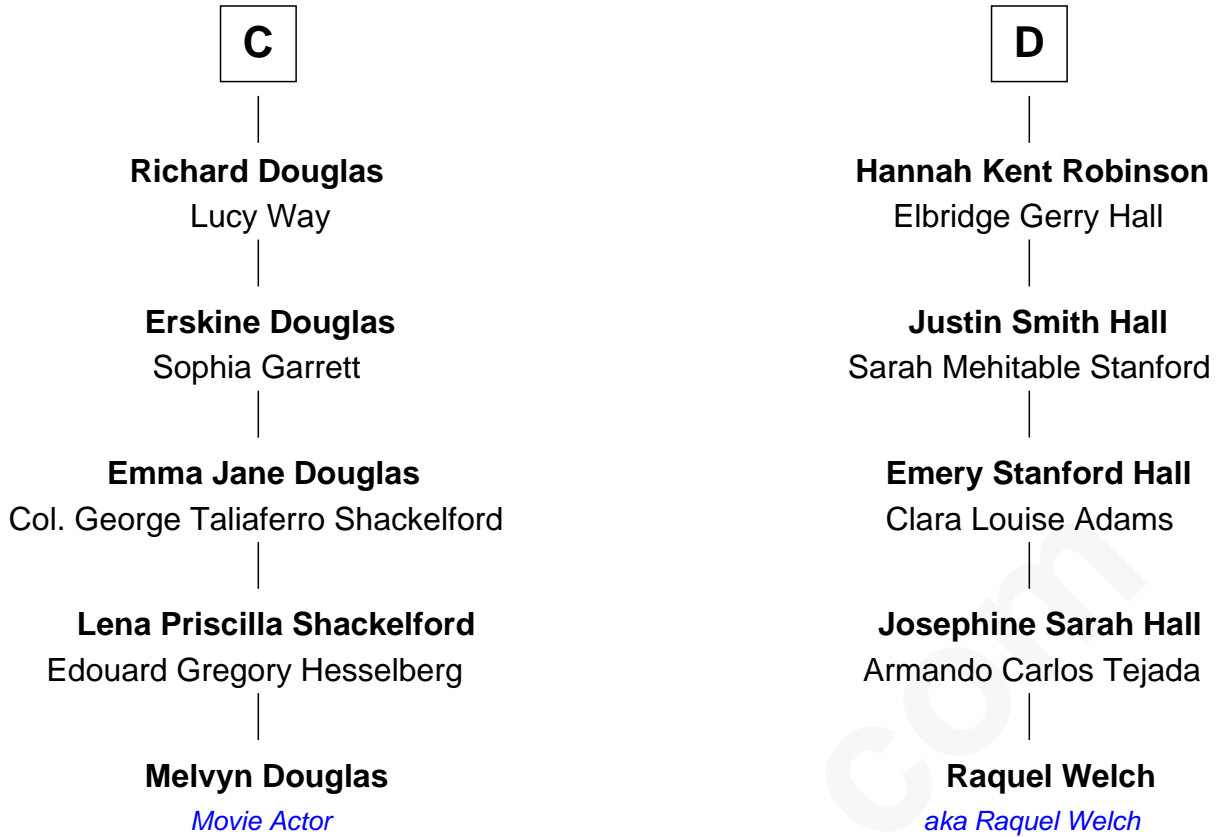 C
Richard Douglas
Lucy Way
Erskine Douglas
Sophia Garrett
Emma Jane Douglas
Col. George Taliaferro Shackelford
Lena Priscilla Shackelford
Edouard Gregory Hesselberg
Melvyn Douglas
Movie Actor
D
Hannah Kent Robinson
Elbridge Gerry Hall
Justin Smith Hall
Sarah Mehitable Stanford
Emery Stanford Hall
Clara Louise Adams
Josephine Sarah Hall
Armando Carlos Tejada
Raquel Welch
aka Raquel Welch
com